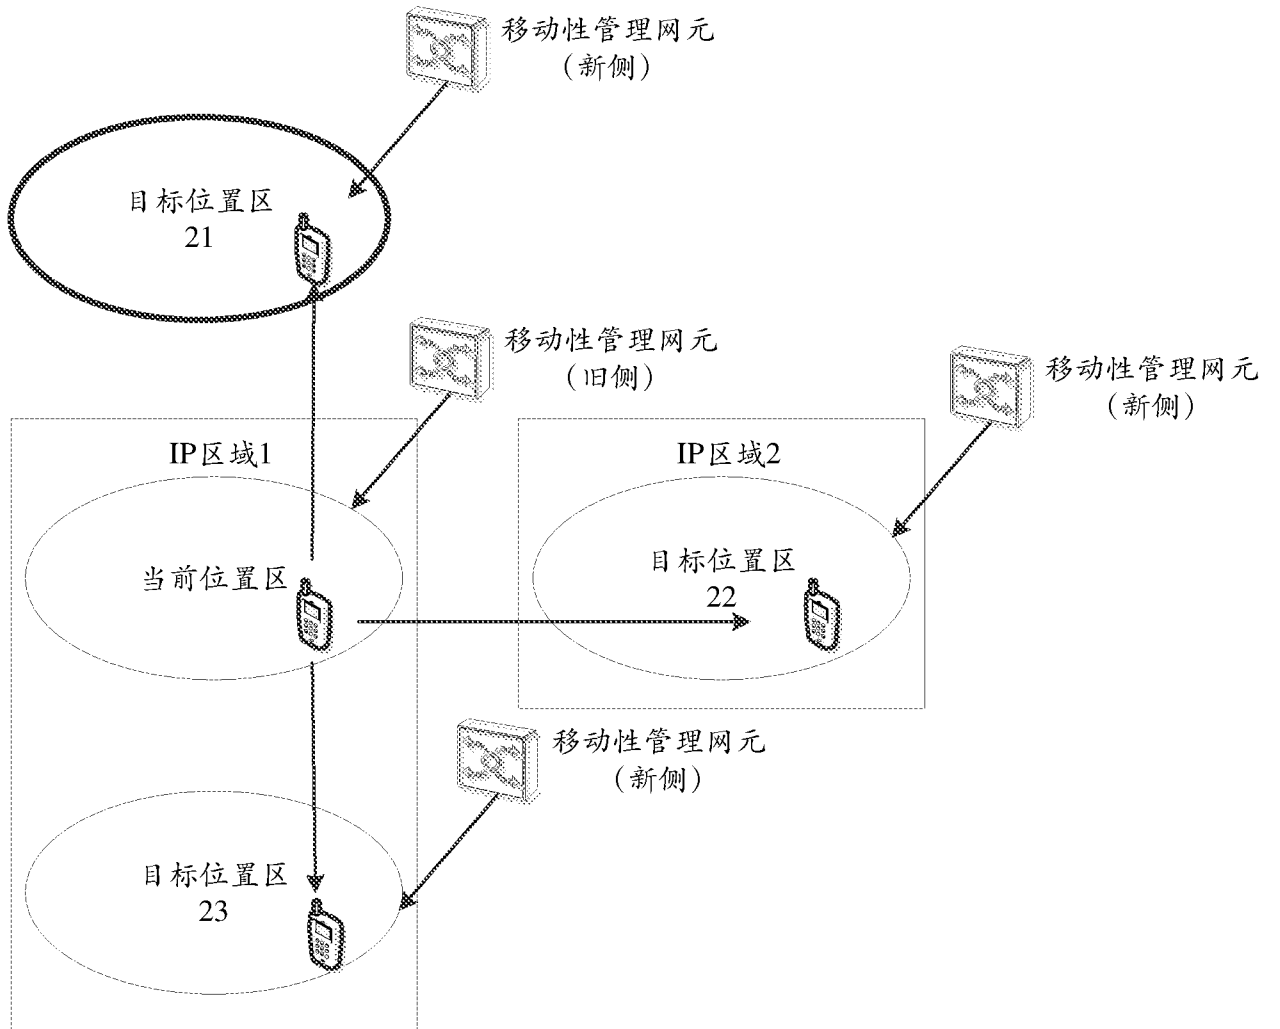 移动性管理网元
（新侧）
目标位置区
21
移动性管理网元
（旧侧）
移动性管理网元
（新侧）
IP区域1
IP区域2
当前位置区
目标位置区
22
移动性管理网元
（新侧）
目标位置区
23